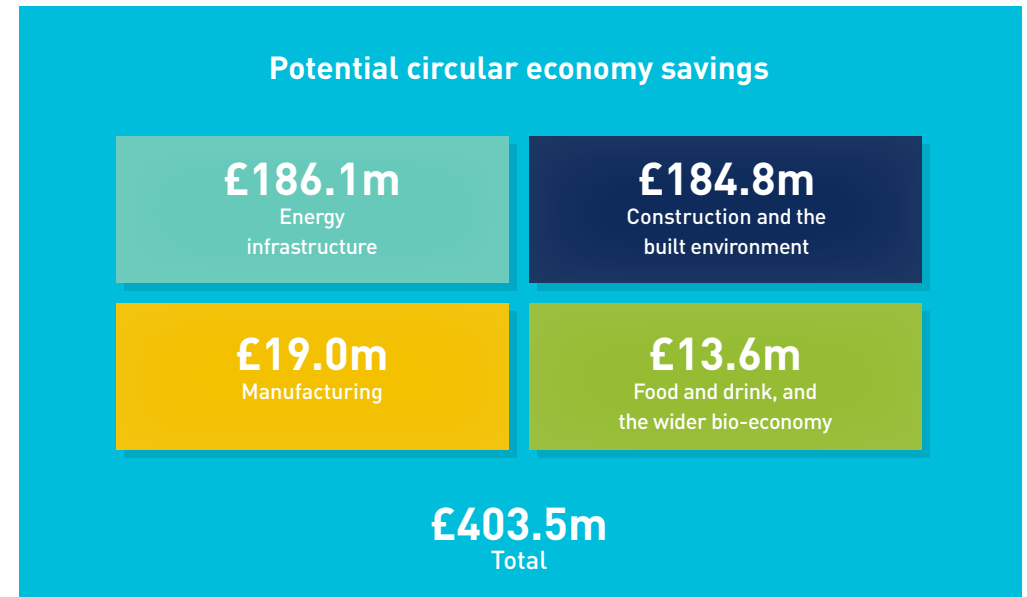 Potential circular economy savings
£186.1m
Energy
infrastructure
£184.8m
Construction and the
built environment
£19.0m
Manufacturing
£13.6m
Food and drink, and
the wider bio-economy
£403.5m
Total